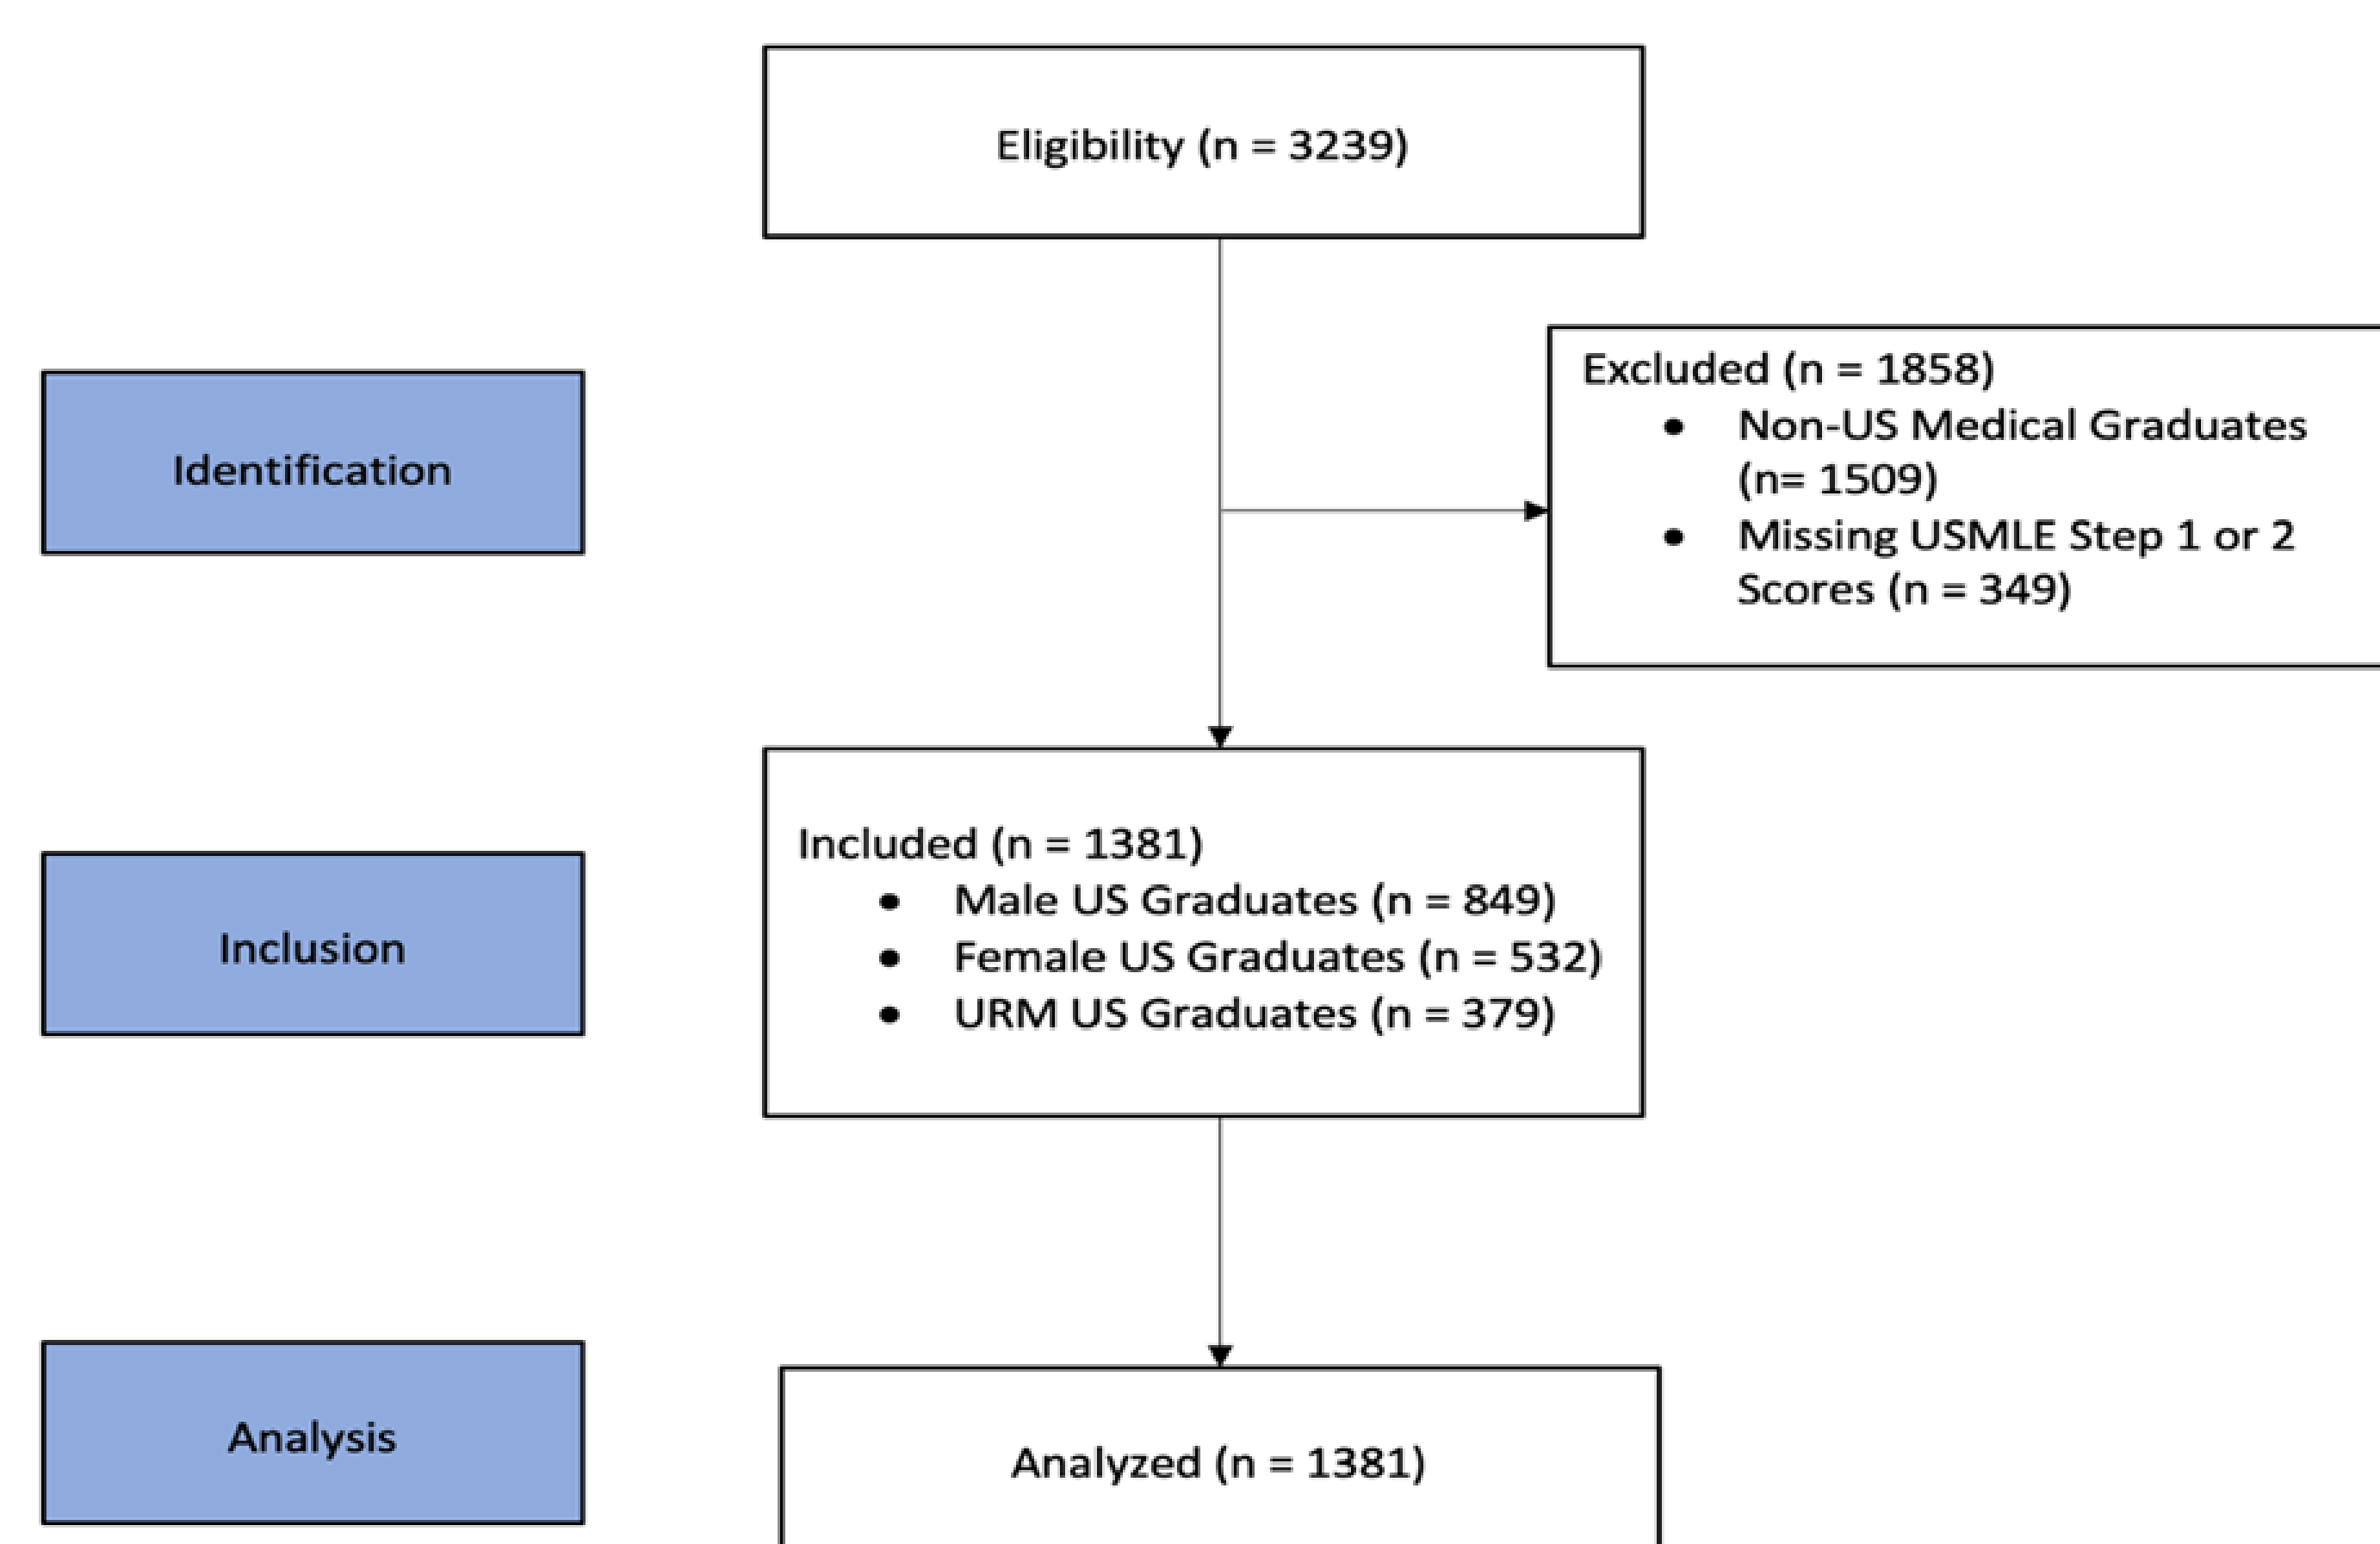 Eligibility (n = 3239)
Identification
Excluded (n = 1858)
• Non-US Medical Graduates
(n= 1509)
• Missing USMLE Step 1 or 2
Scores (n = 349)
Inclusion
Included (n = 1381)
• Male US Graduates (n = 849)
• Female US Graduates (n = 532)
• URM US Graduates (n = 379)
Analysis
Analyzed (n = 1381)